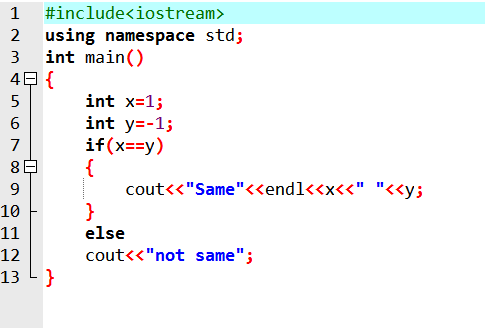 1 #include<iostream>
2 using namespace std;
3 int main()
4 {
5 int x=1;
6 int y=-1;
7 if(x==y)
8 {
9 cout<<"Same"<<endl<<x<<" "<<y;
10 }
11 else
12 cout<<"not same";
13 }